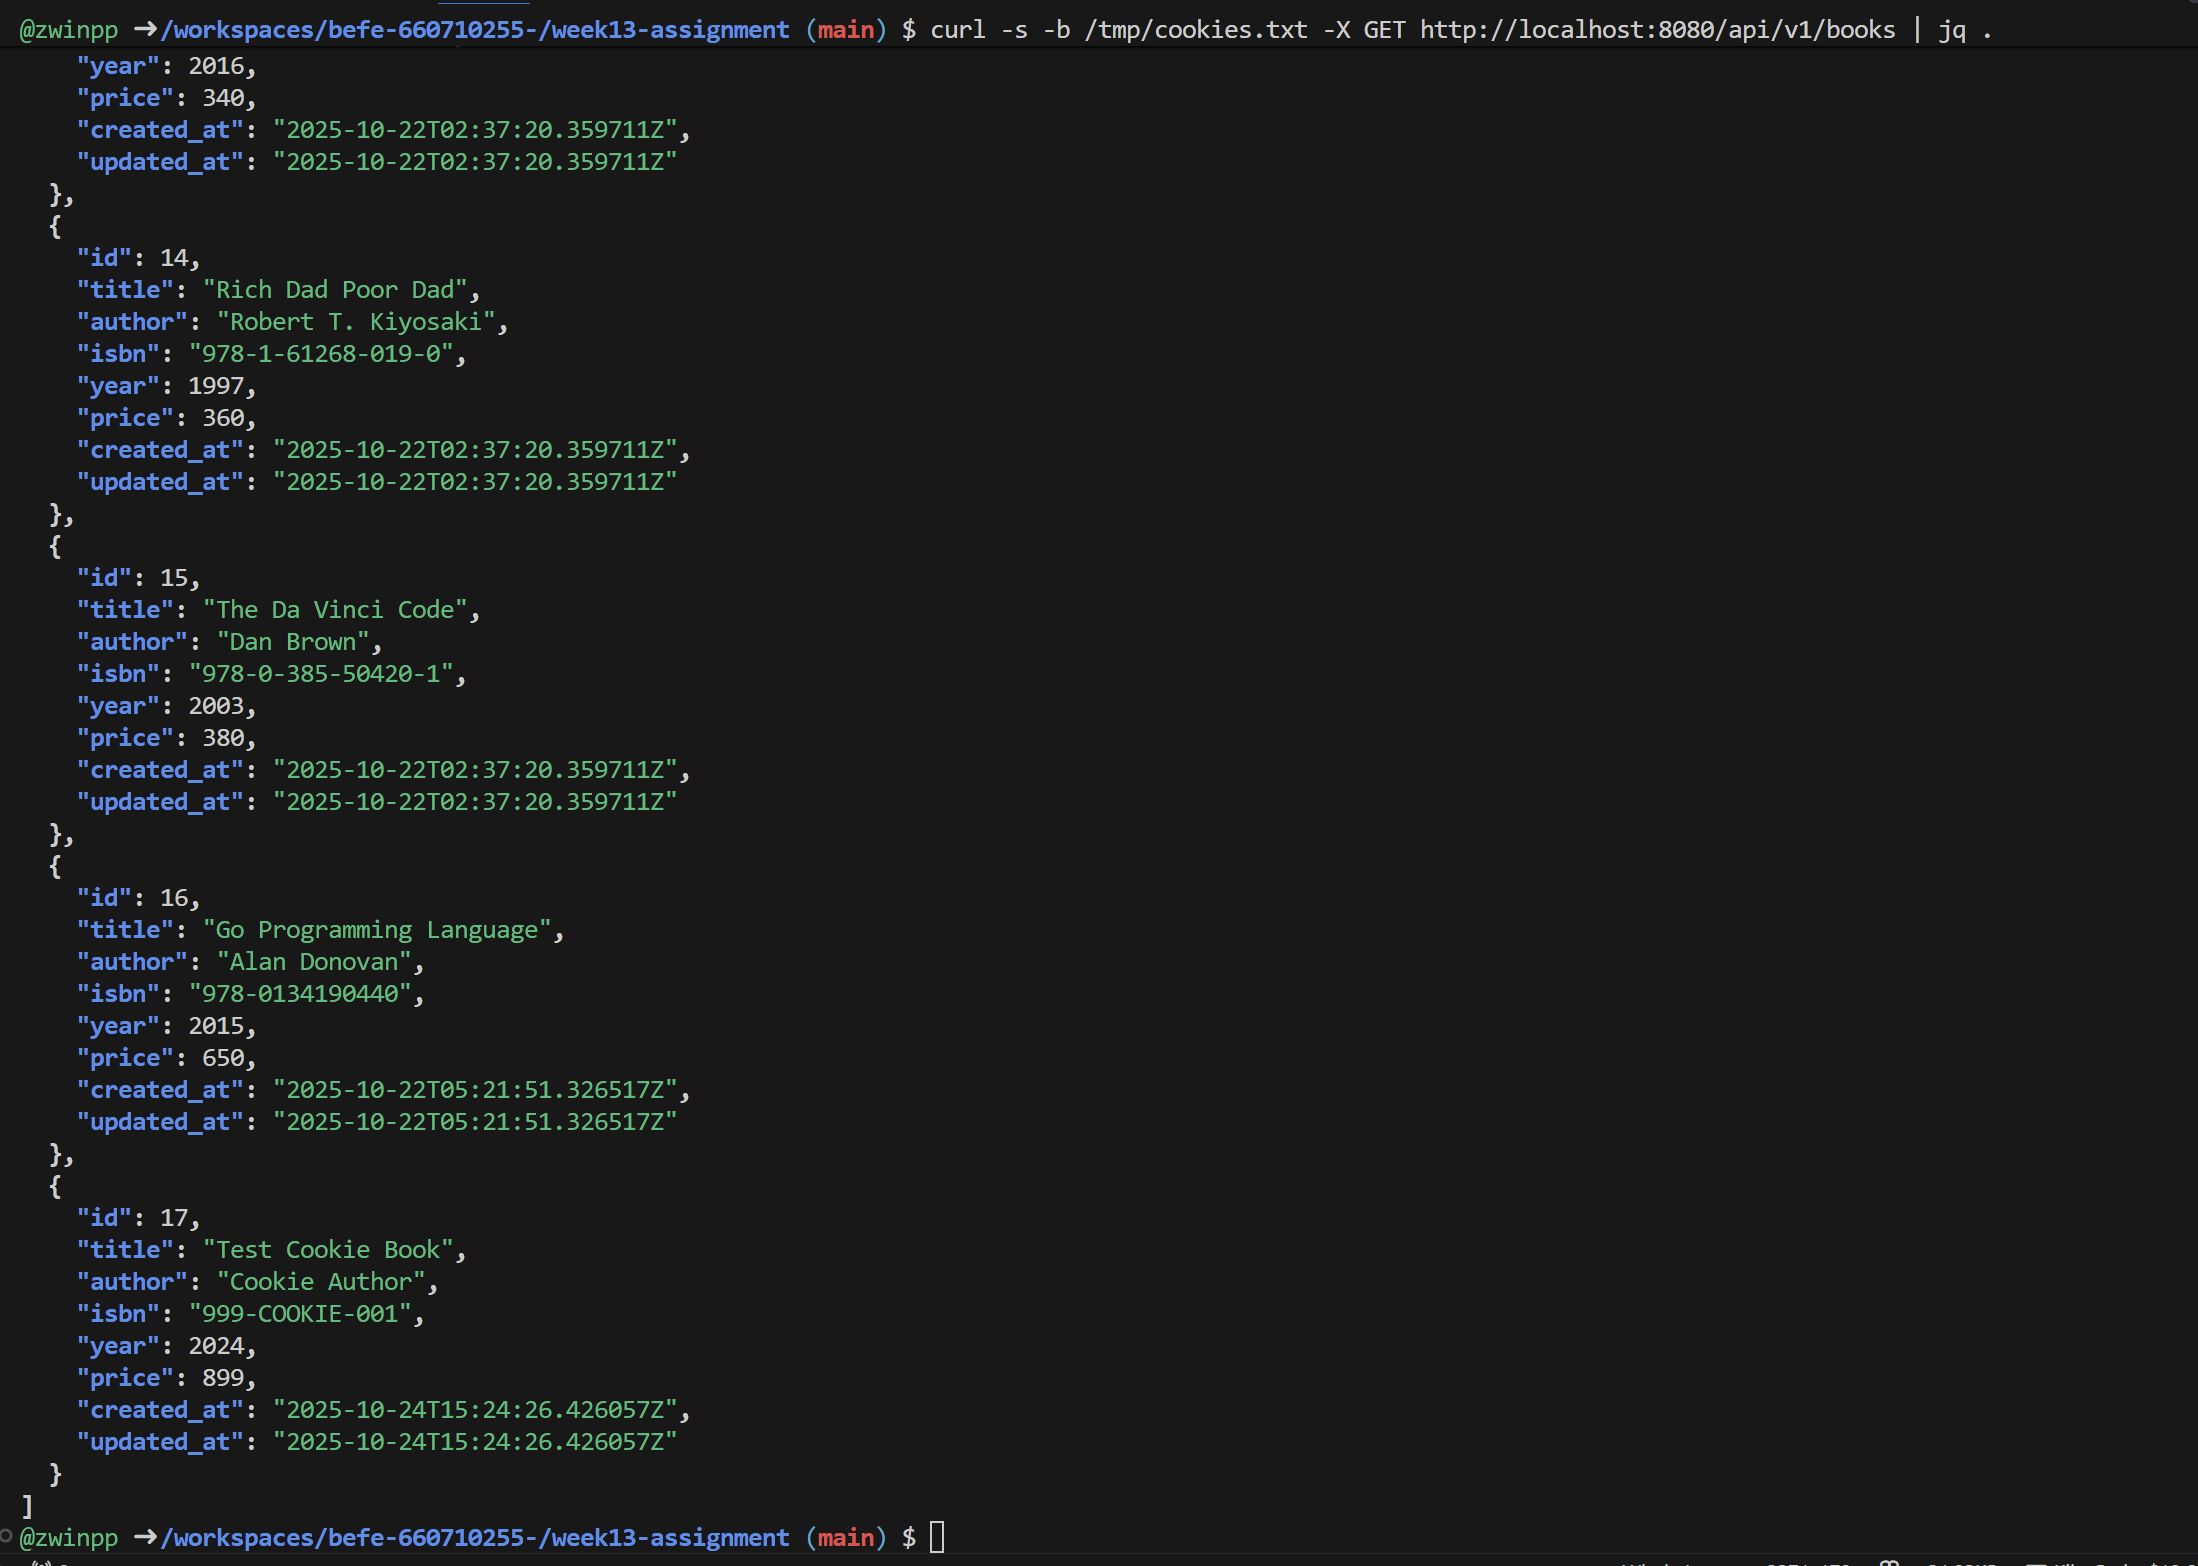 @zwinpp ➜/workspaces/befe-660710255-/week13-assignment (main) $ curl -s -b /tmp/cookies.txt -X GET http://localhost:8080/api/v1/books | jq .
"year": 2016,
"price": 340,
"created_at": "2025-10-22T02:37:20.359711Z",
"updated_at": "2025-10-22T02:37:20.359711Z"
},
{
"id": 14,
"title": "Rich Dad Poor Dad",
"author": "Robert T. Kiyosaki",
"isbn": "978-1-61268-019-0",
"year": 1997,
"price": 360,
"created_at": "2025-10-22T02:37:20.359711Z",
"updated_at": "2025-10-22T02:37:20.359711Z"
},
{
"id": 15,
"title": "The Da Vinci Code",
"author": "Dan Brown",
"isbn": "978-0-385-50420-1",
"year": 2003,
"price": 380,
"created_at": "2025-10-22T02:37:20.359711Z",
"updated_at": "2025-10-22T02:37:20.359711Z"
},
{
"id": 16,
"title": "Go Programming Language",
"author": "Alan Donovan",
"isbn": "978-0134190440",
"year": 2015,
"price": 650,
"created_at": "2025-10-22T05:21:51.326517Z",
"updated_at": "2025-10-22T05:21:51.326517Z"
},
{
"id": 17,
"title": "Test Cookie Book",
"author": "Cookie Author",
"isbn": "999-COOKIE-001",
"year": 2024,
"price": 899,
"created_at": "2025-10-24T15:24:26.426057Z",
"updated_at": "2025-10-24T15:24:26.426057Z"
}
]
@zwinpp ➜/workspaces/befe-660710255-/week13-assignment (main) $